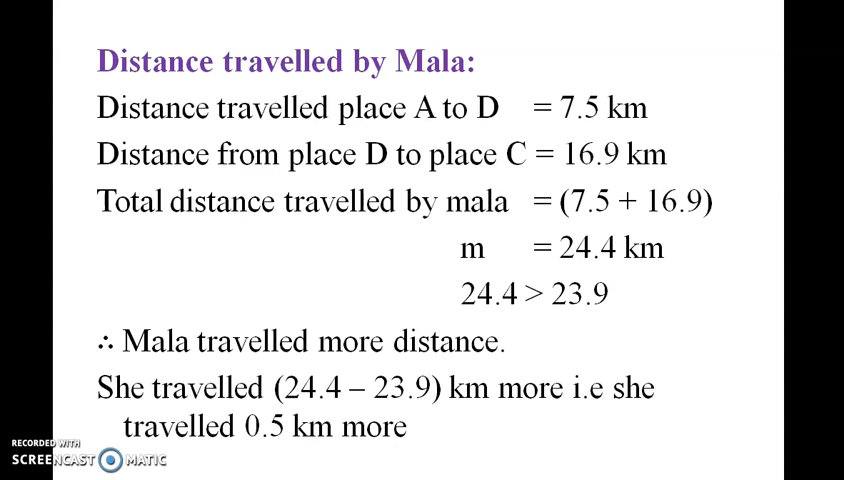 Distance travelled by Mala:
Distance travelled place A to D = 7.5 km
Distance from place D to place C = 16.9 km
Total distance travelled by mala = (7.5 + 16.9)
m = 24.4 km
24.4 > 23.9
∴ Mala travelled more distance.
She travelled (24.4 – 23.9) km more i.e she
travelled 0.5 km more
RECORDED WITH
SCREENCAST MATIC